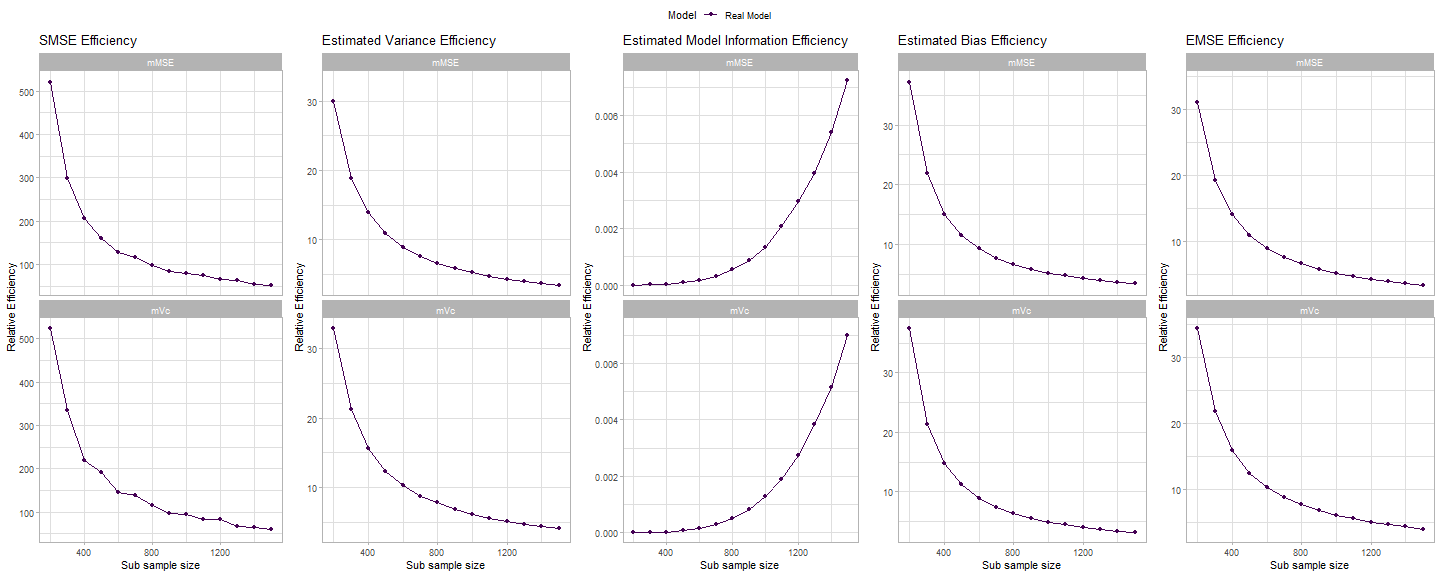 Model Real Model
SMSE Efficiency
Estimated Variance Efficiency
Estimated Model Information Efficiency
Estimated Bias Efficiency
EMSE Efficiency
mMSE
mMSE
mMSE
mMSE
mMSE
500
400
300
200
100
30
20
10
0.006
0.004
0.002
0.000
30
20
10
30
20
10
mVc
mVc
mVc
mVc
mVc
500
400
300
200
100
30
20
10
0.006
0.004
0.002
0.000
30
20
10
30
20
10
Relative Efficiency
Relative Efficiency
Relative Efficiency
Relative Efficiency
Relative Efficiency
400 800 1200
400 800 1200
400 800 1200
400 800 1200
400 800 1200
Sub sample size
Sub sample size
Sub sample size
Sub sample size
Sub sample size